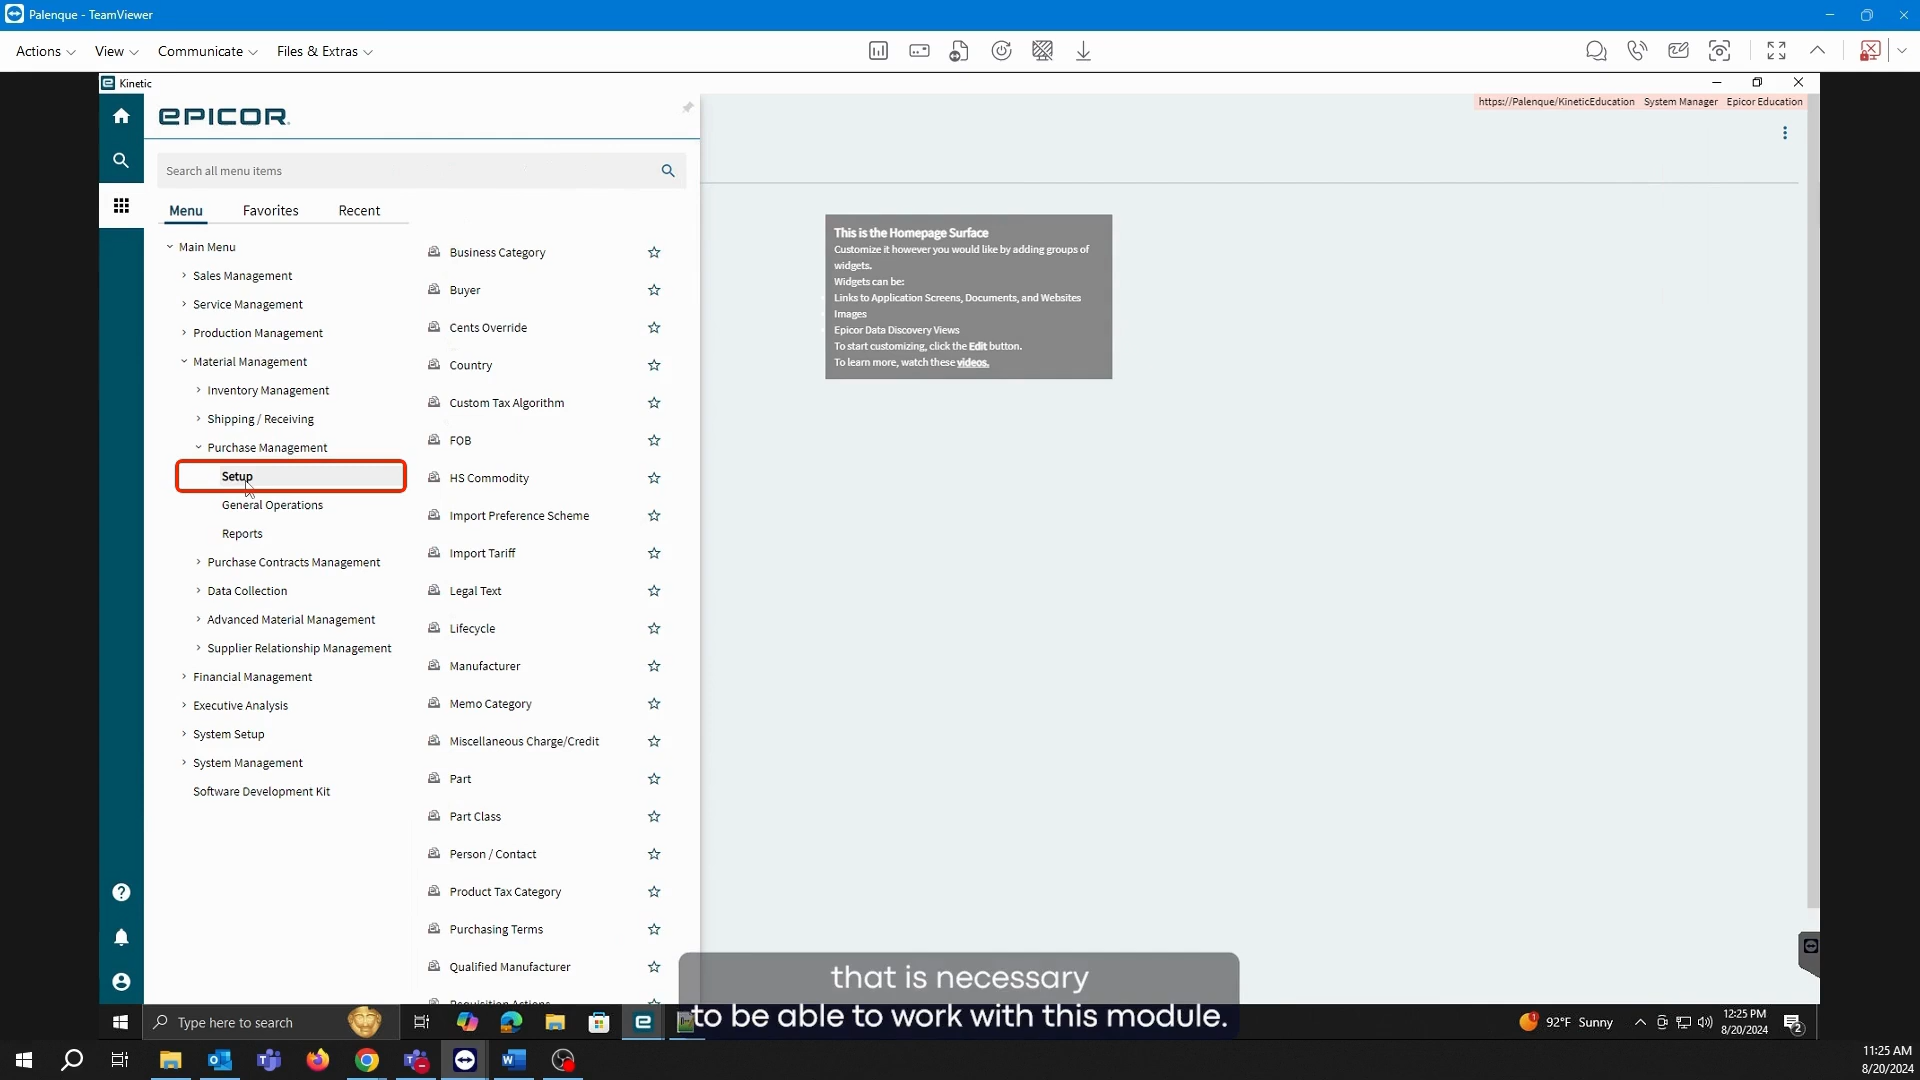 Palenque - TeamViewer
Actions
View
Communicate
Files & Extras
Kinetic
EPICOR
https://Palenque/KineticEducation System Manager Epicor Education
Search all menu items
Menu
Favorites
Recent
Main Menu
Sales Management
Service Management
Production Management
Material Management
Inventory Management
Shipping / Receiving
Purchase Management
Setup
General Operations
Reports
Purchase Contracts Management
Data Collection
Advanced Material Management
Supplier Relationship Management
Financial Management
Executive Analysis
System Setup
System Management
Software Development Kit
Business Category
Buyer
Cents Override
Country
Custom Tax Algorithm
FOB
HS Commodity
Import Preference Scheme
Import Tariff
Legal Text
Lifecycle
Manufacturer
Memo Category
Miscellaneous Charge/Credit
Part
Part Class
Person / Contact
Product Tax Category
Purchasing Terms
Qualified Manufacturer
Requisition Actions
This is the Homepage Surface
Customize it however you would like by adding groups of
widgets.
Widgets can be:
Links to Application Screens, Documents, and Websites
Images
Epicor Data Discovery Views
To start customizing, click the Edit button.
To learn more, watch these videos.
that is necessary
to be able to work with this module.
Type here to search
92°F Sunny
12:25 PM
8/20/2024
2
11:25 AM
8/20/2024